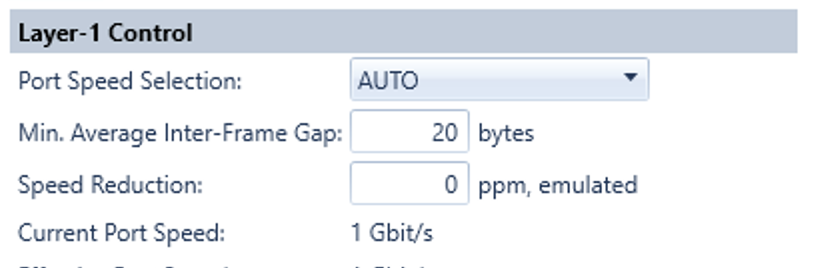 Layer-1 Control
Port Speed Selection: AUTO
Min. Average Inter-Frame Gap: 20 bytes
Speed Reduction: 0 ppm, emulated
Current Port Speed: 1 Gbit/s